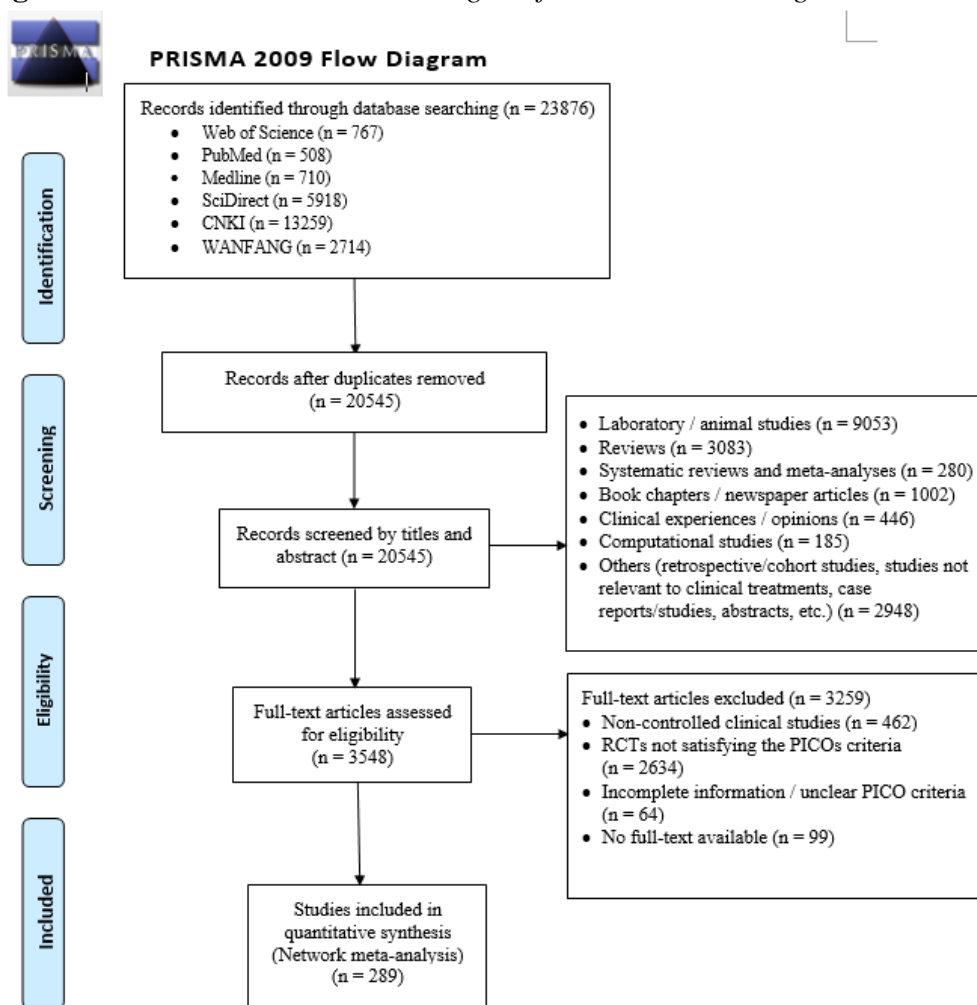 PRISMA
PRISMA 2009 Flow Diagram
Records identified through database searching (n = 23876)
• Web of Science (n = 767)
• PubMed (n = 508)
• Medline (n = 710)
• SciDirect (n = 5918)
• CNKI (n = 13259)
• WANFANG (n = 2714)
Identification
Records after duplicates removed
(n = 20545)
Screening
Records screened by titles and
abstract (n = 20545)
• Laboratory / animal studies (n = 9053)
• Reviews (n = 3083)
• Systematic reviews and meta-analyses (n = 280)
• Book chapters / newspaper articles (n = 1002)
• Clinical experiences / opinions (n = 446)
• Computational studies (n = 185)
• Others (retrospective/cohort studies, studies not
relevant to clinical treatments, case
reports/studies, abstracts, etc.) (n = 2948)
Eligibility
Full-text articles assessed
for eligibility
(n = 3548)
Full-text articles excluded (n = 3259)
• Non-controlled clinical studies (n = 462)
• RCTs not satisfying the PICOs criteria
(n = 2634)
• Incomplete information / unclear PICO criteria
(n = 64)
• No full-text available (n = 99)
Included
Studies included in
quantitative synthesis
(Network meta-analysis)
(n = 289)